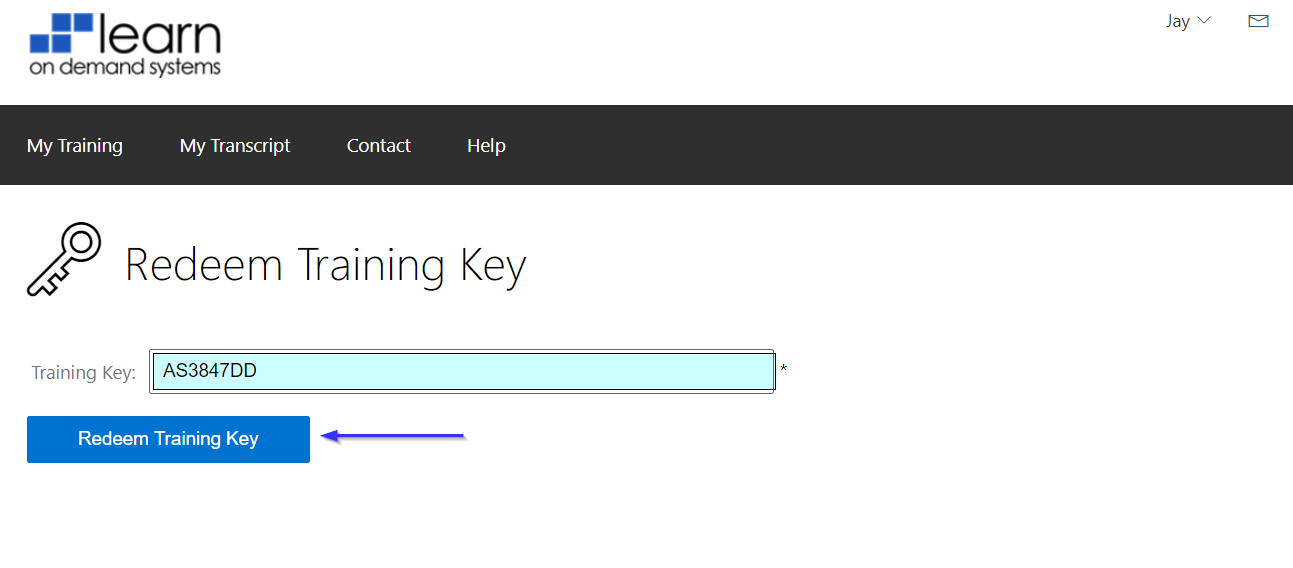 learn
on demand systems
Jay
My Training
My Transcript
Contact
Help
Redeem Training Key
Training Key: AS3847DD *
Redeem Training Key